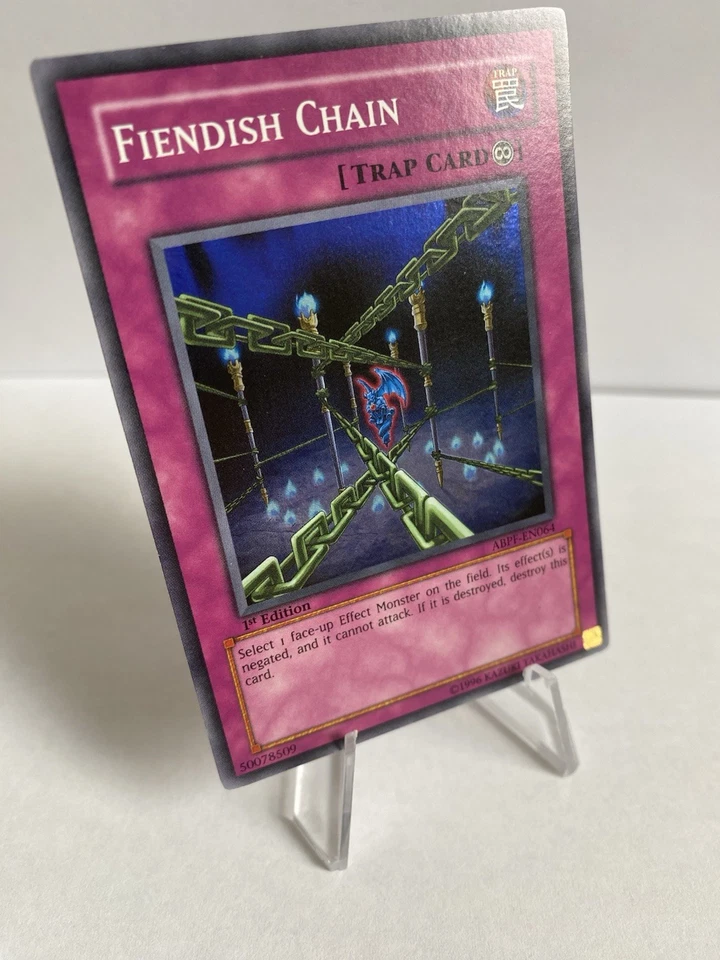 FIENDISH CHAIN
TRAP
罠
[TRAP CARD∞]
ABPF-EN064
1st Edition
Select 1 face-up Effect Monster on the field. Its effect(s) is
negated, and it cannot attack. If it is destroyed, destroy this
card.
50078509
©1996 KAZUKI TAKAHASHI